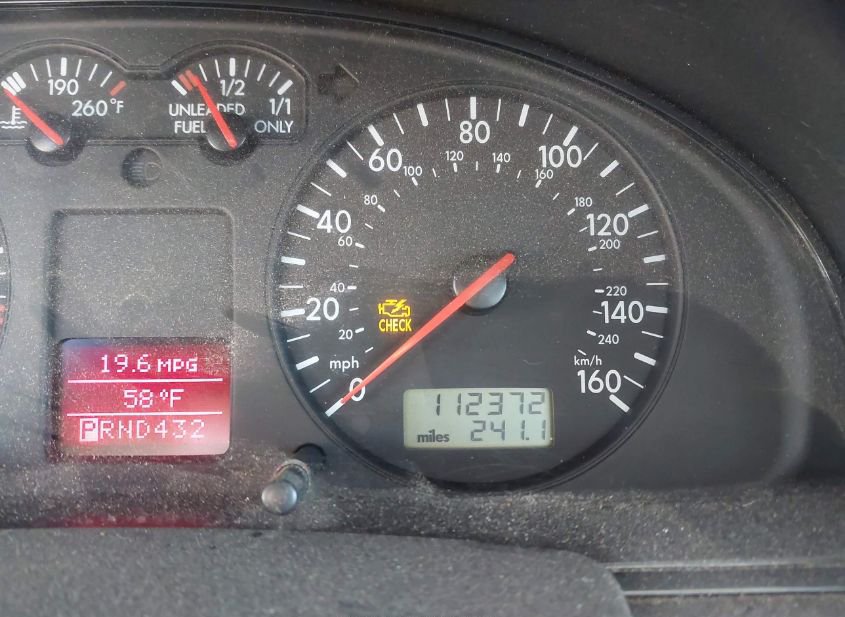 190
260°F
1/2
1/1
UNLEADED
FUEL ONLY
0
20
40
60
80
100
120
140
160
mph
20
40
60
80
100
120
140
160
180
200
220
240
km/h
CHECK
112372
miles 241.1
19.6 MPG
58°F
PRND432